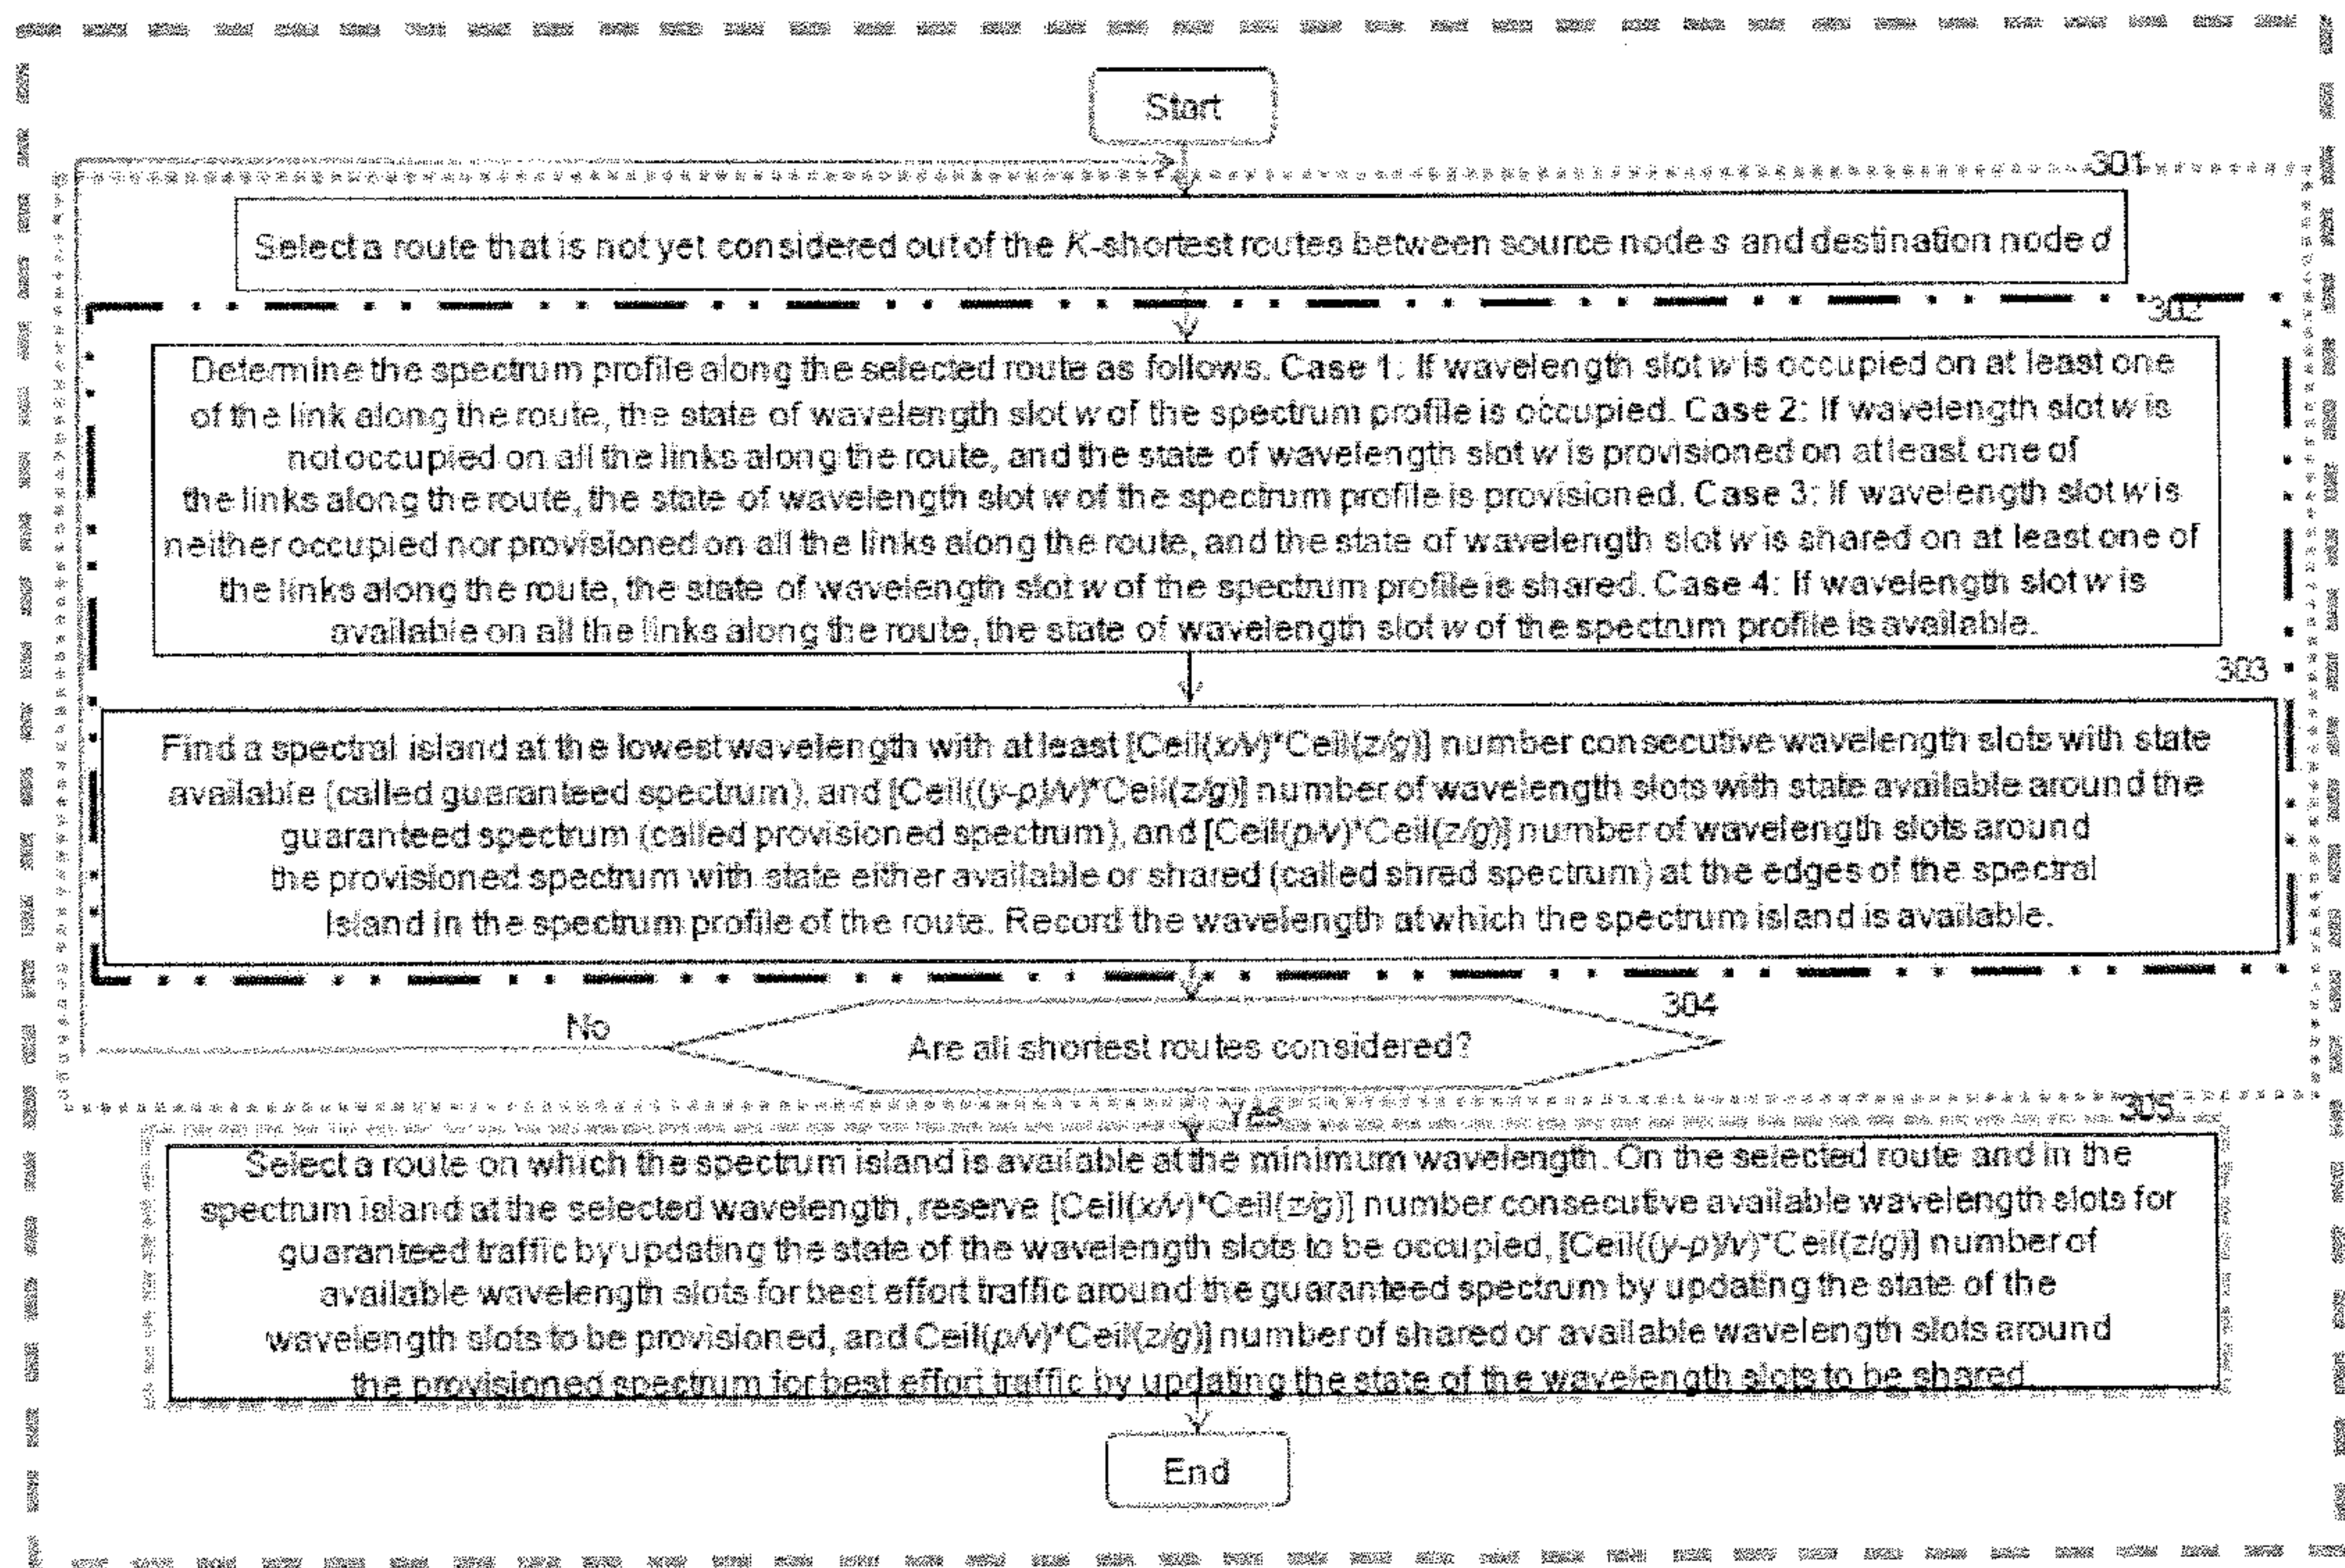 Start
301
Select a route that is not yet considered out of the K-shortest routes between source node s and destination node d
302
Determine the spectrum profile along the selected route as follows. Case 1: If wavelength slot w is occupied on at least one
of the link along the route, the state of wavelength slot w of the spectrum profile is occupied. Case 2: If wavelength slot w is
not occupied on all the links along the route, and the state of wavelength slot w is provisioned on at least one of
the links along the route, the state of wavelength slot w of the spectrum profile is provisioned. Case 3: If wavelength slot w is
neither occupied nor provisioned on all the links along the route, and the state of wavelength slot w is shared on at least one of
the links along the route, the state of wavelength slot w of the spectrum profile is shared. Case 4: If wavelength slot w is
available on all the links along the route, the state of wavelength slot w of the spectrum profile is available.
303
Find a spectral island at the lowest wavelength with at least [Ceil(x/v)*Ceil(z/g)] number consecutive wavelength slots with state
available (called guaranteed spectrum), and [Ceil((y-p)/v)*Ceil(z/g)] number of wavelength slots with state available around the
guaranteed spectrum (called provisioned spectrum), and [Ceil(p/v)*Ceil(z/g)] number of wavelength slots around
the provisioned spectrum with state either available or shared (called shred spectrum) at the edges of the spectral
Island in the spectrum profile of the route. Record the wavelength at which the spectrum island is available.
304
No
Are all shortest routes considered?
Yes
305
Select a route on which the spectrum island is available at the minimum wavelength. On the selected route and in the
spectrum island at the selected wavelength, reserve [Ceil(x/v)*Ceil(z/g)] number consecutive available wavelength slots for
guaranteed traffic by updating the state of the wavelength slots to be occupied, [Ceil((y-p)/v)*Ceil(z/g)] number of
available wavelength slots for best effort traffic around the guaranteed spectrum by updating the state of the
wavelength slots to be provisioned, and Ceil(p/v)*Ceil(z/g)] number of shared or available wavelength slots around
the provisioned spectrum for best effort traffic by updating the state of the wavelength slots to be shared.
End